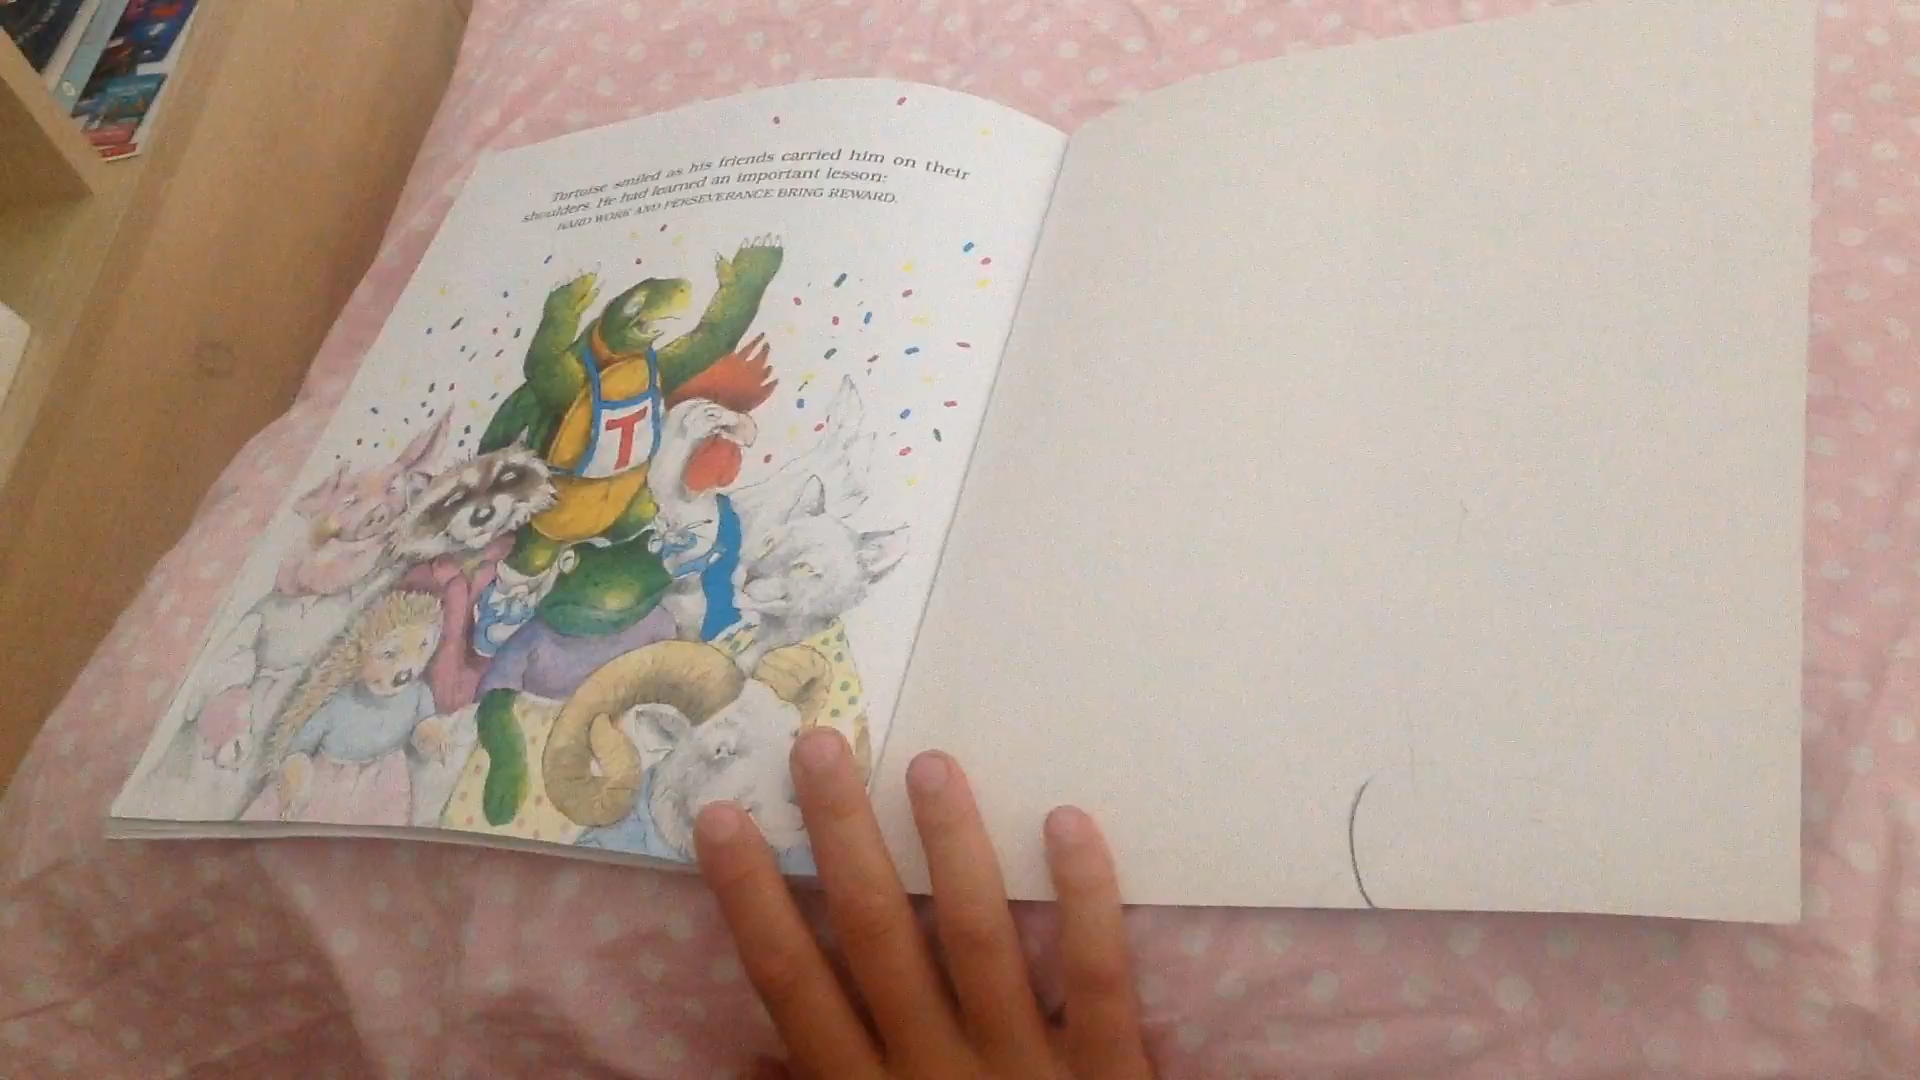 Tortoise smiled as his friends carried him on their
shoulders. He had learned an important lesson:
HARD WORK AND PERSEVERANCE BRING REWARD.
T